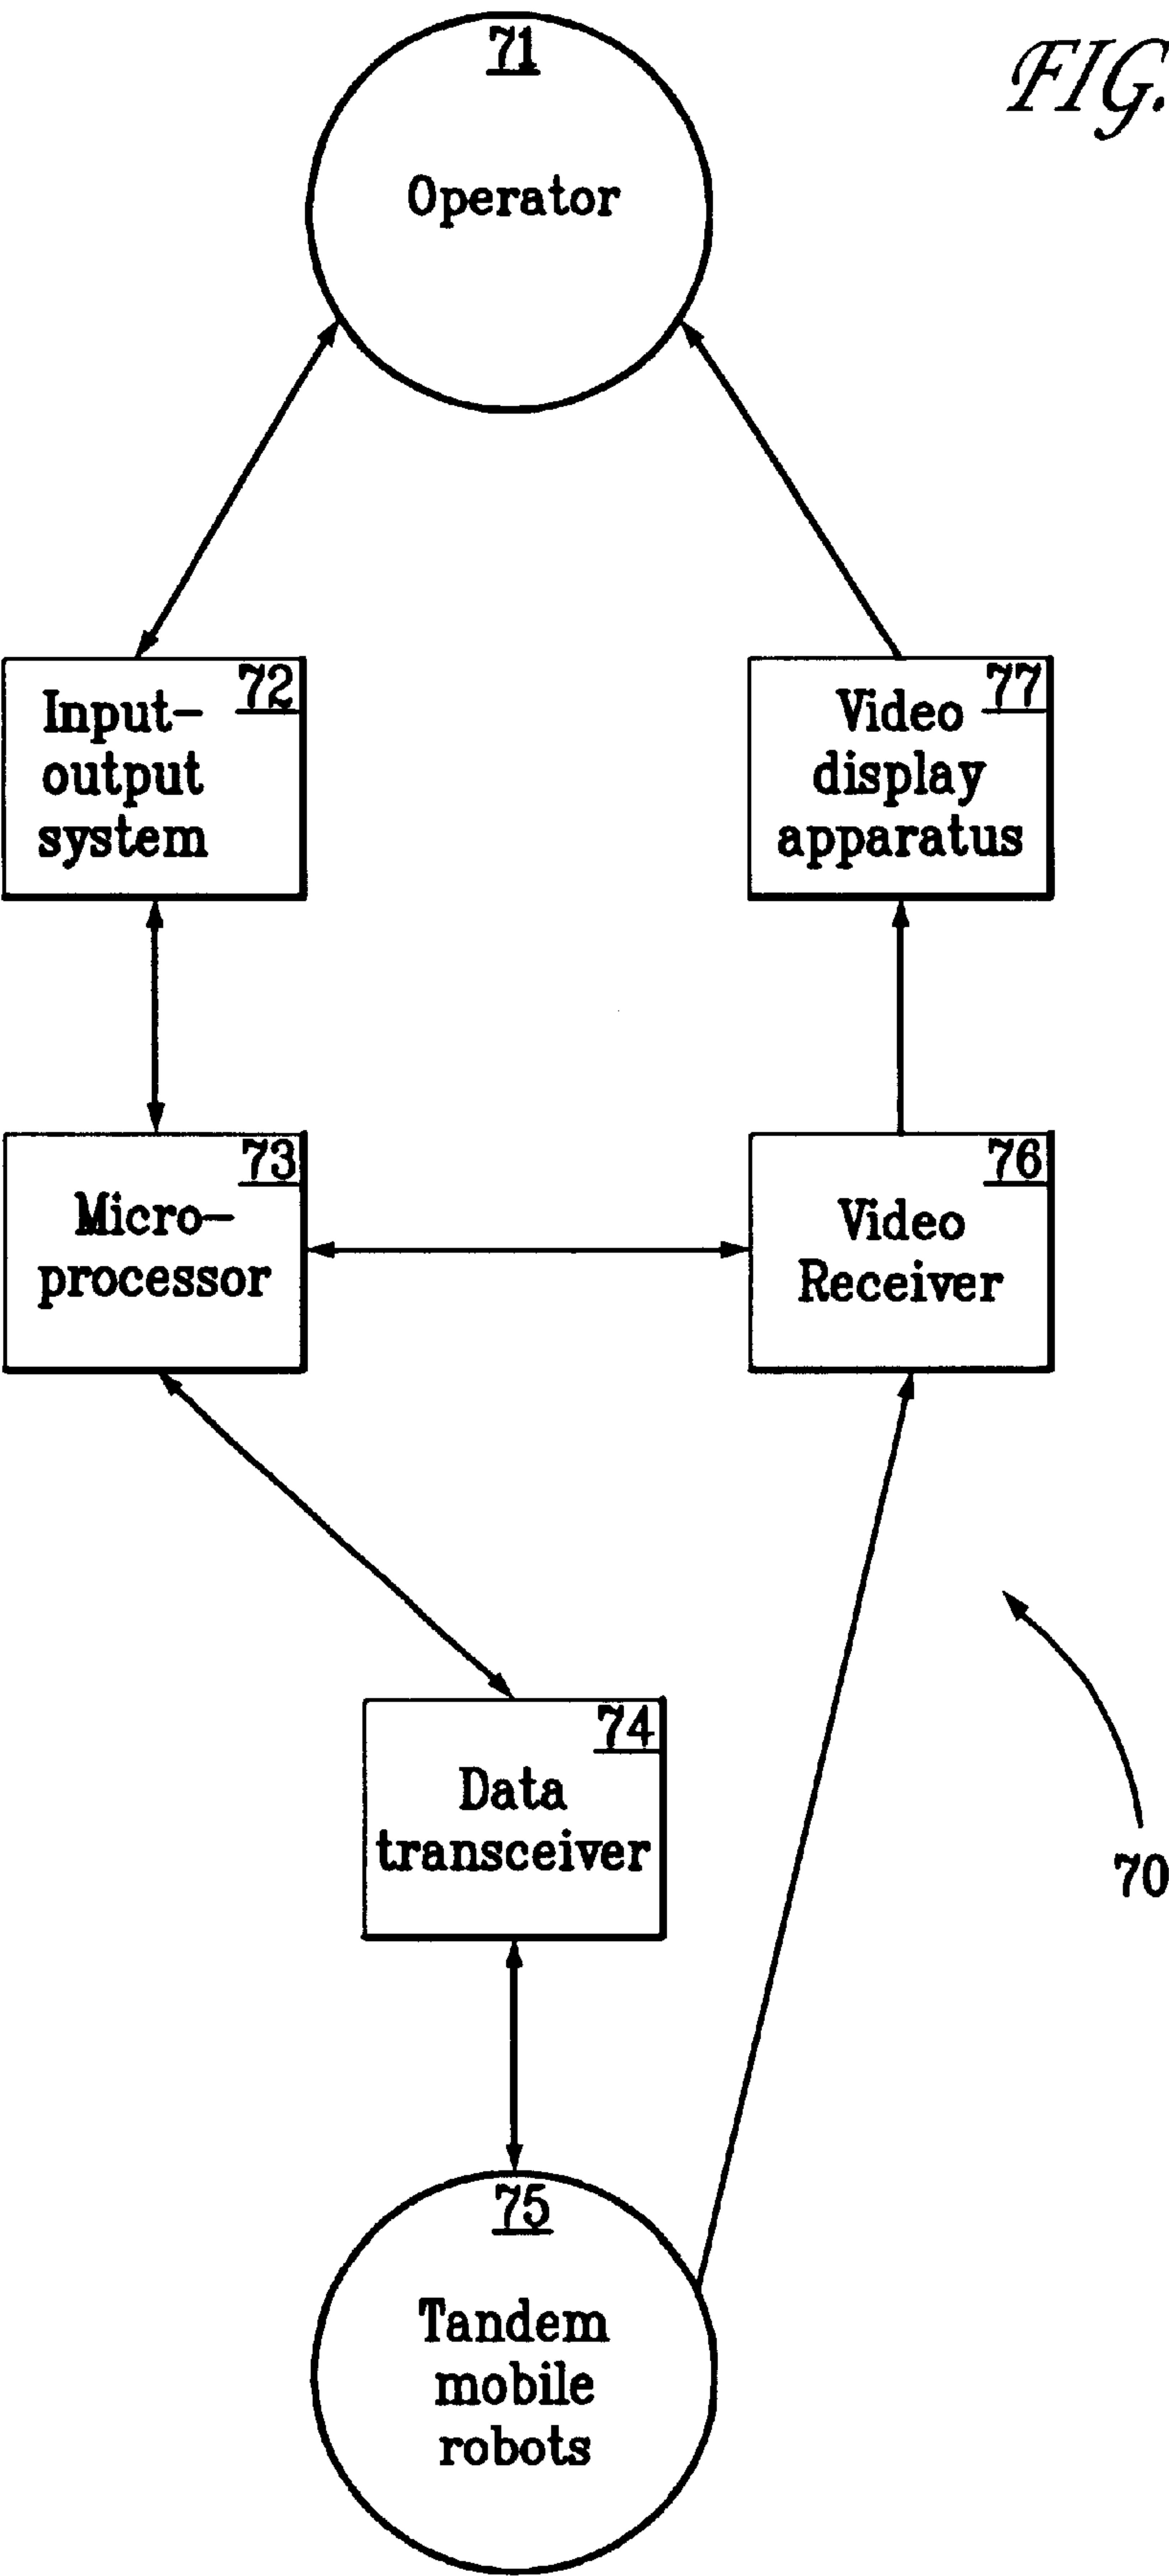 FIG.
71
Operator
72
Input-
output
system
77
Video
display
apparatus
73
Micro-
processor
76
Video
Receiver
74
Data
transceiver
70
75
Tandem
mobile
robots